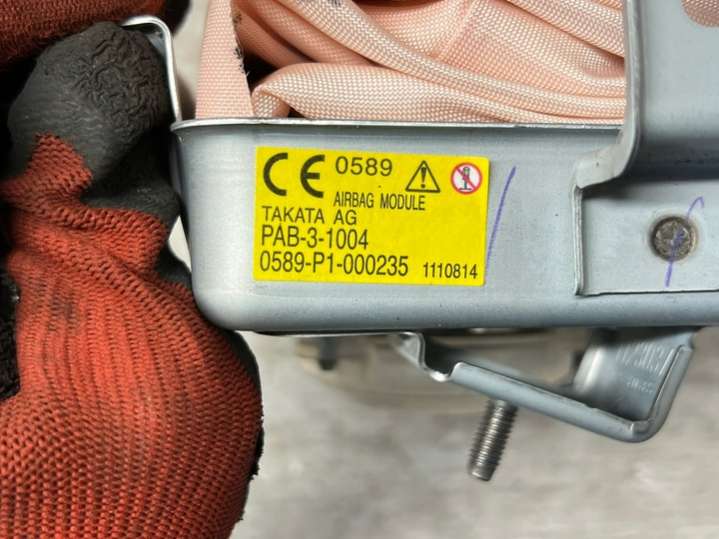 CE 0589
AIRBAG MODULE
TAKATA AG
PAB-3-1004
0589-P1-000235 1110814